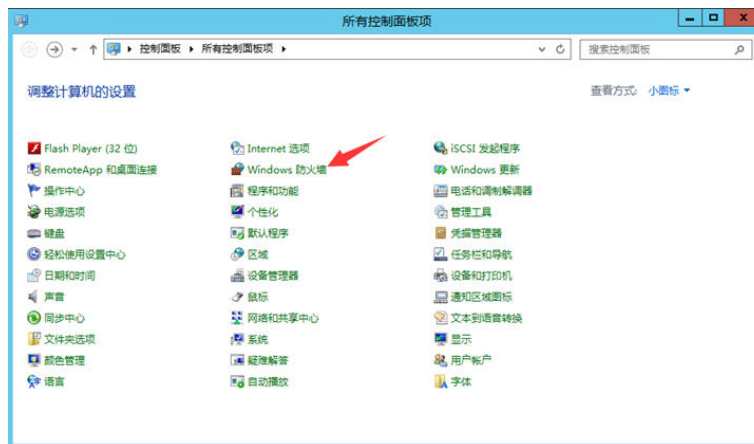 所有控制面板项
控制面板 ▸ 所有控制面板项 ▸
搜索控制面板
调整计算机的设置
查看方式: 小图标
Flash Player (32 位)
Internet 选项
iSCSI 发起程序
RemoteApp 和桌面连接
Windows 防火墙
Windows 更新
操作中心
程序和功能
电话和调制解调器
电源选项
个性化
管理工具
键盘
默认程序
凭据管理器
轻松使用设置中心
区域
任务栏和导航
日期和时间
设备管理器
设备和打印机
声音
鼠标
通知区域图标
同步中心
网络和共享中心
文本到语音转换
文件夹选项
系统
显示
颜色管理
疑难解答
用户帐户
语言
自动播放
字体